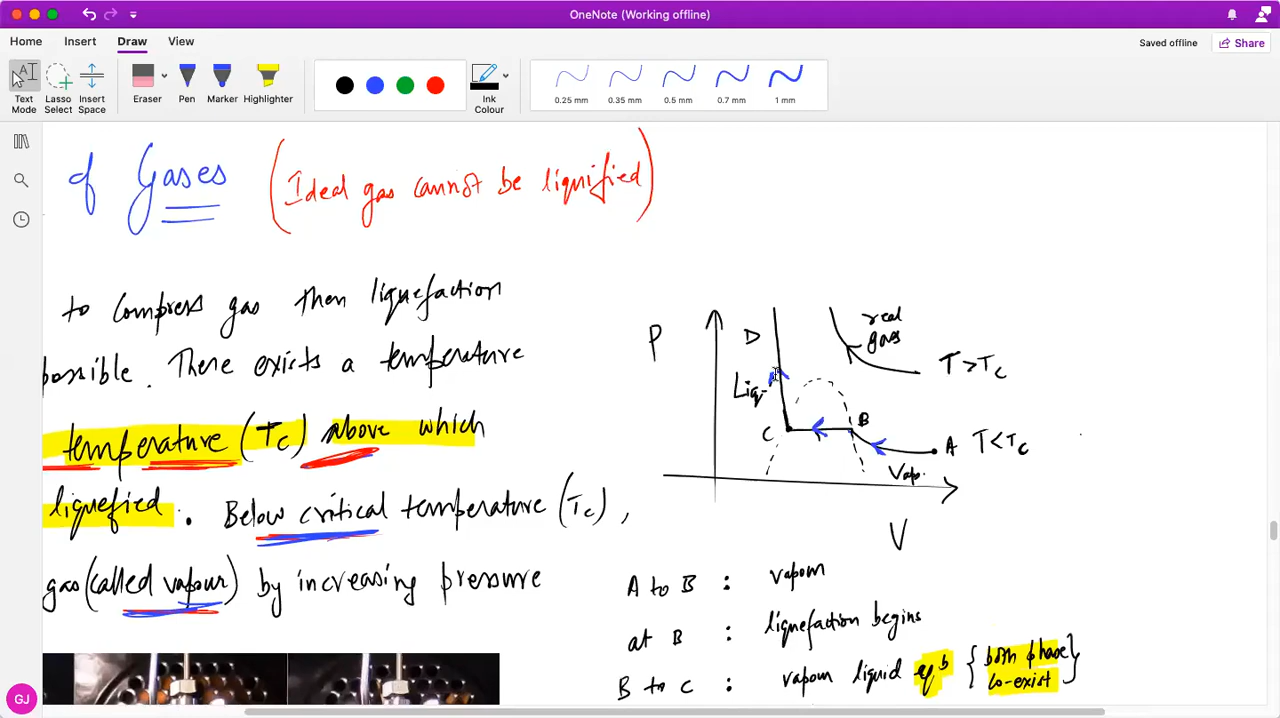 OneNote (Working offline)
Home Insert Draw View
Saved offline
Share
Text Mode
Lasso Select
Insert Space
Eraser
Pen
Marker
Highlighter
Ink Colour
0.25 mm
0.35 mm
0.5 mm
0.7 mm
1 mm
of Gases (Ideal gas cannot be liquified)
to compress gas then liquefaction
possible. There exists a temperature
temperature (Tc) above which
liquefied. Below critical temperature (Tc),
gas (called vapour) by increasing pressure
P
D
real
gas
T>Tc
Liq.
C
B
A T<Tc
Vap.
V
A to B : vapour
at B : liquefaction begins
B to C : vapour liquid eqb {both phase
co-exist}
GJ